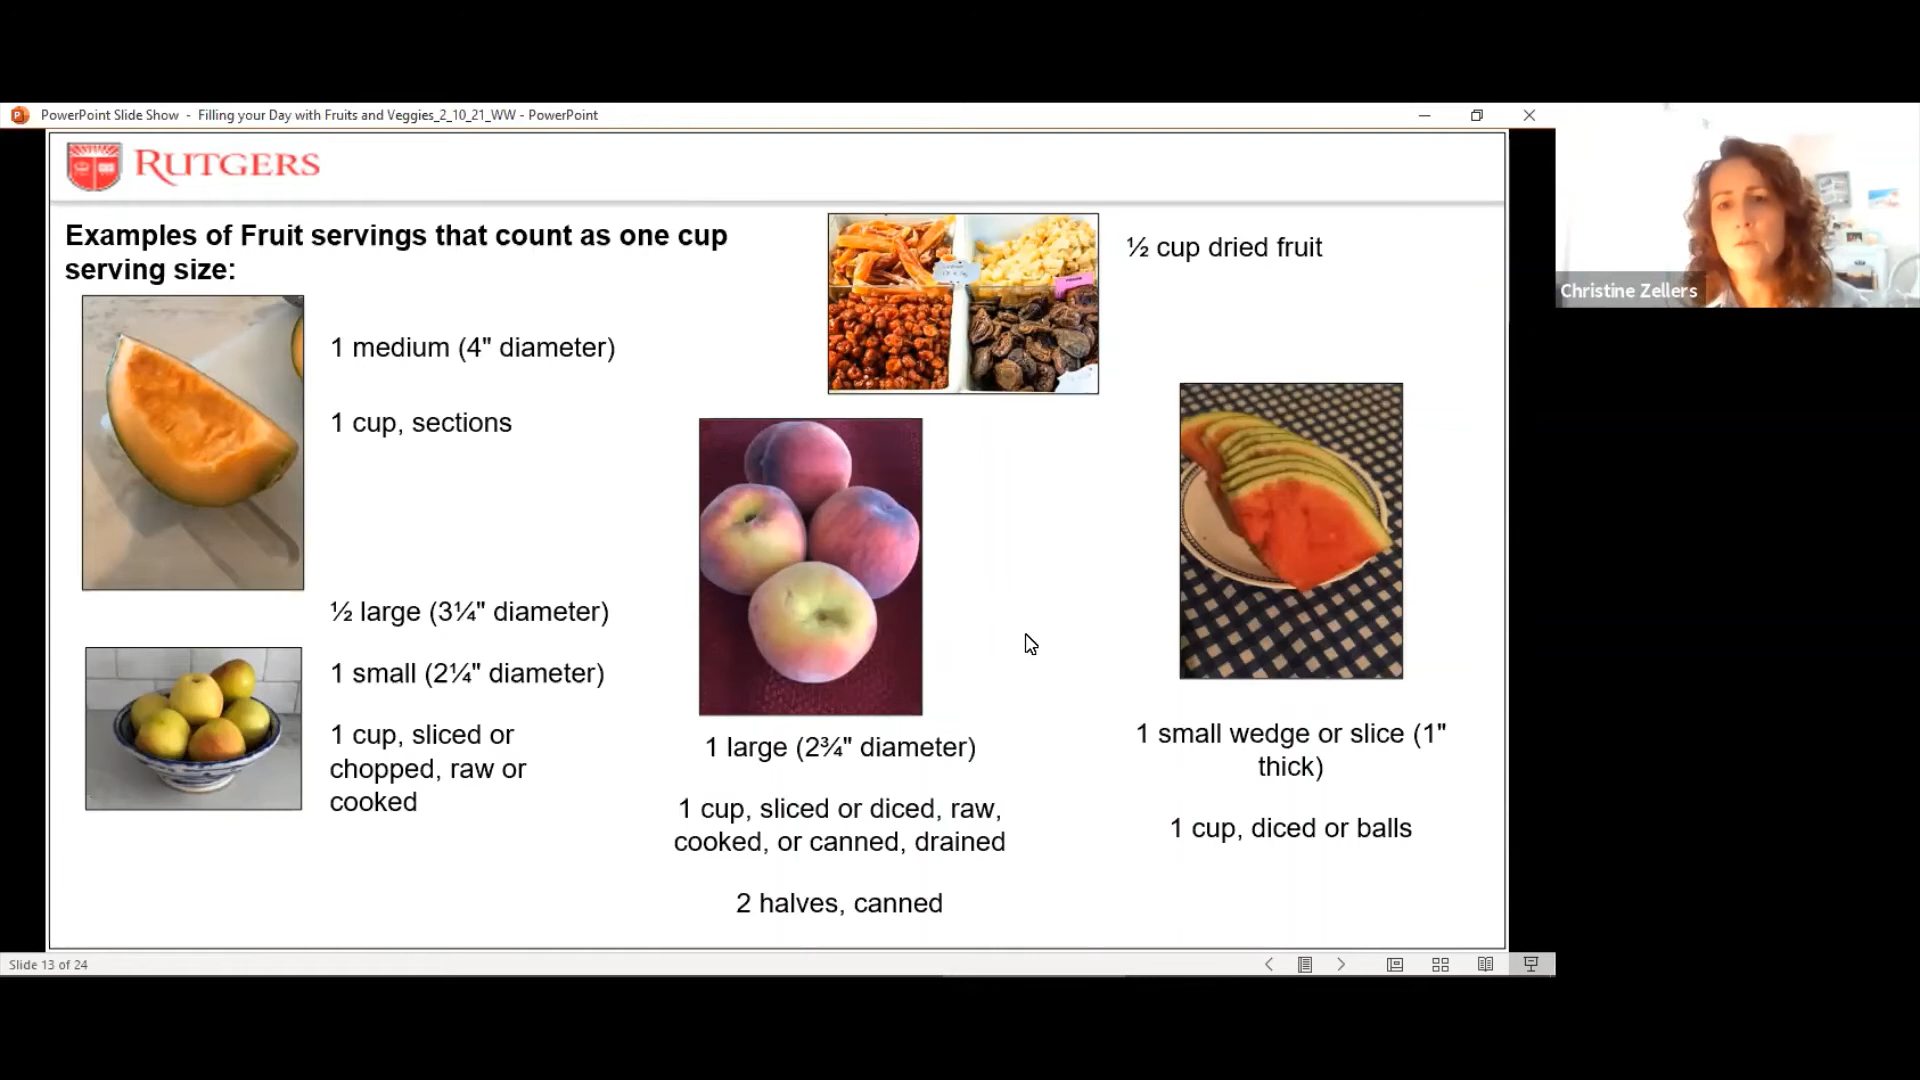 PowerPoint Slide Show - Filling your Day with Fruits and Veggies_2_10_21_WW - PowerPoint
RUTGERS
Examples of Fruit servings that count as one cup
serving size:
1 medium (4" diameter)
1 cup, sections
½ large (3¼" diameter)
1 small (2¼" diameter)
1 cup, sliced or
chopped, raw or
cooked
½ cup dried fruit
1 large (2¾" diameter)
1 cup, sliced or diced, raw,
cooked, or canned, drained
2 halves, canned
1 small wedge or slice (1"
thick)
1 cup, diced or balls
Christine Zellers
Slide 13 of 24